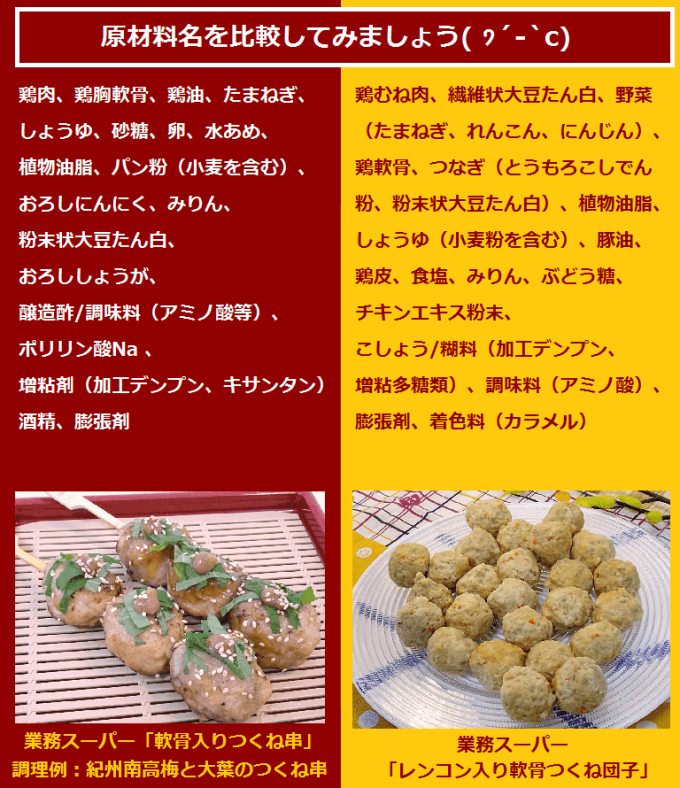 原材料名を比較してみましょう( ｯ´-`c)
鶏肉、鶏胸軟骨、鶏油、たまねぎ、
しょうゆ、砂糖、卵、水あめ、
植物油脂、パン粉（小麦を含む）、
おろしにんにく、みりん、
粉末状大豆たん白、
おろししょうが、
醸造酢/調味料（アミノ酸等）、
ポリリン酸Na 、
増粘剤（加工デンプン、キサンタン）
酒精、膨張剤
鶏むね肉、繊維状大豆たん白、野菜
（たまねぎ、れんこん、にんじん）、
鶏軟骨、つなぎ（とうもろこしでん
粉、粉末状大豆たん白）、植物油脂、
しょうゆ（小麦粉を含む）、豚油、
鶏皮、食塩、みりん、ぶどう糖、
チキンエキス粉末、
こしょう/糊料（加工デンプン、
増粘多糖類）、調味料（アミノ酸）、
膨張剤、着色料（カラメル）
業務スーパー「軟骨入りつくね串」
調理例：紀州南高梅と大葉のつくね串
業務スーパー
「レンコン入り軟骨つくね団子」